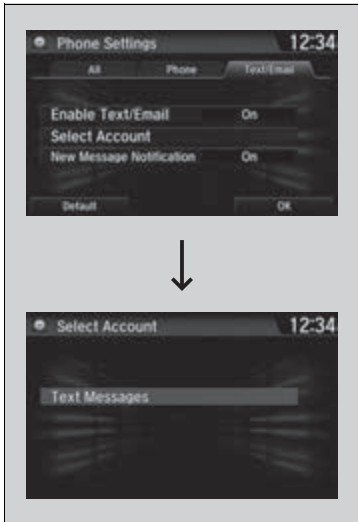 Phone Settings 12:34
All Phone Text/Email
Enable Text/Email On
Select Account
New Message Notification On
Default OK
Select Account 12:34
Text Messages